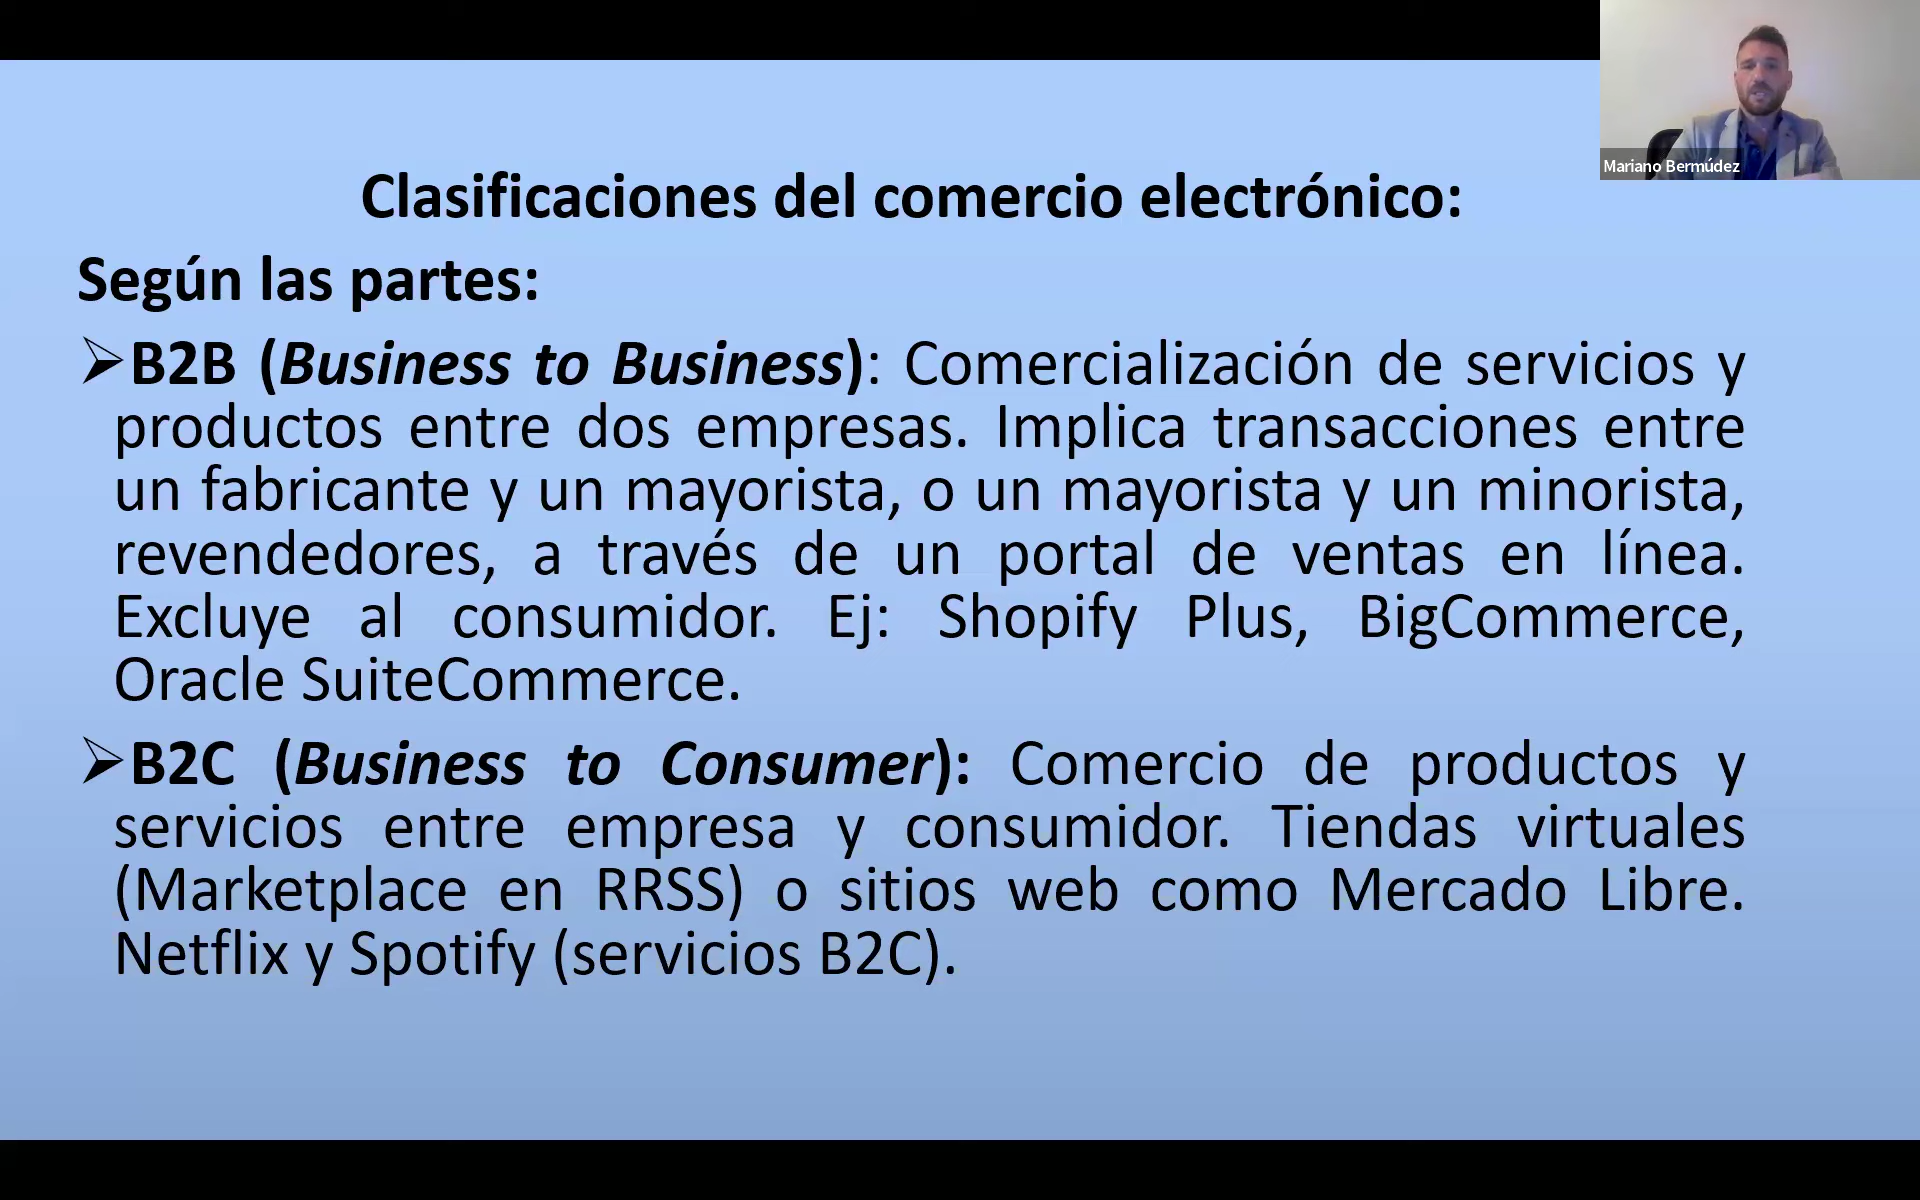 Mariano Bermúdez
Clasificaciones del comercio electrónico:
Según las partes:
➢B2B (Business to Business): Comercialización de servicios y
productos entre dos empresas. Implica transacciones entre
un fabricante y un mayorista, o un mayorista y un minorista,
revendedores, a través de un portal de ventas en línea.
Excluye al consumidor. Ej: Shopify Plus, BigCommerce,
Oracle SuiteCommerce.
➢B2C (Business to Consumer): Comercio de productos y
servicios entre empresa y consumidor. Tiendas virtuales
(Marketplace en RRSS) o sitios web como Mercado Libre.
Netflix y Spotify (servicios B2C).